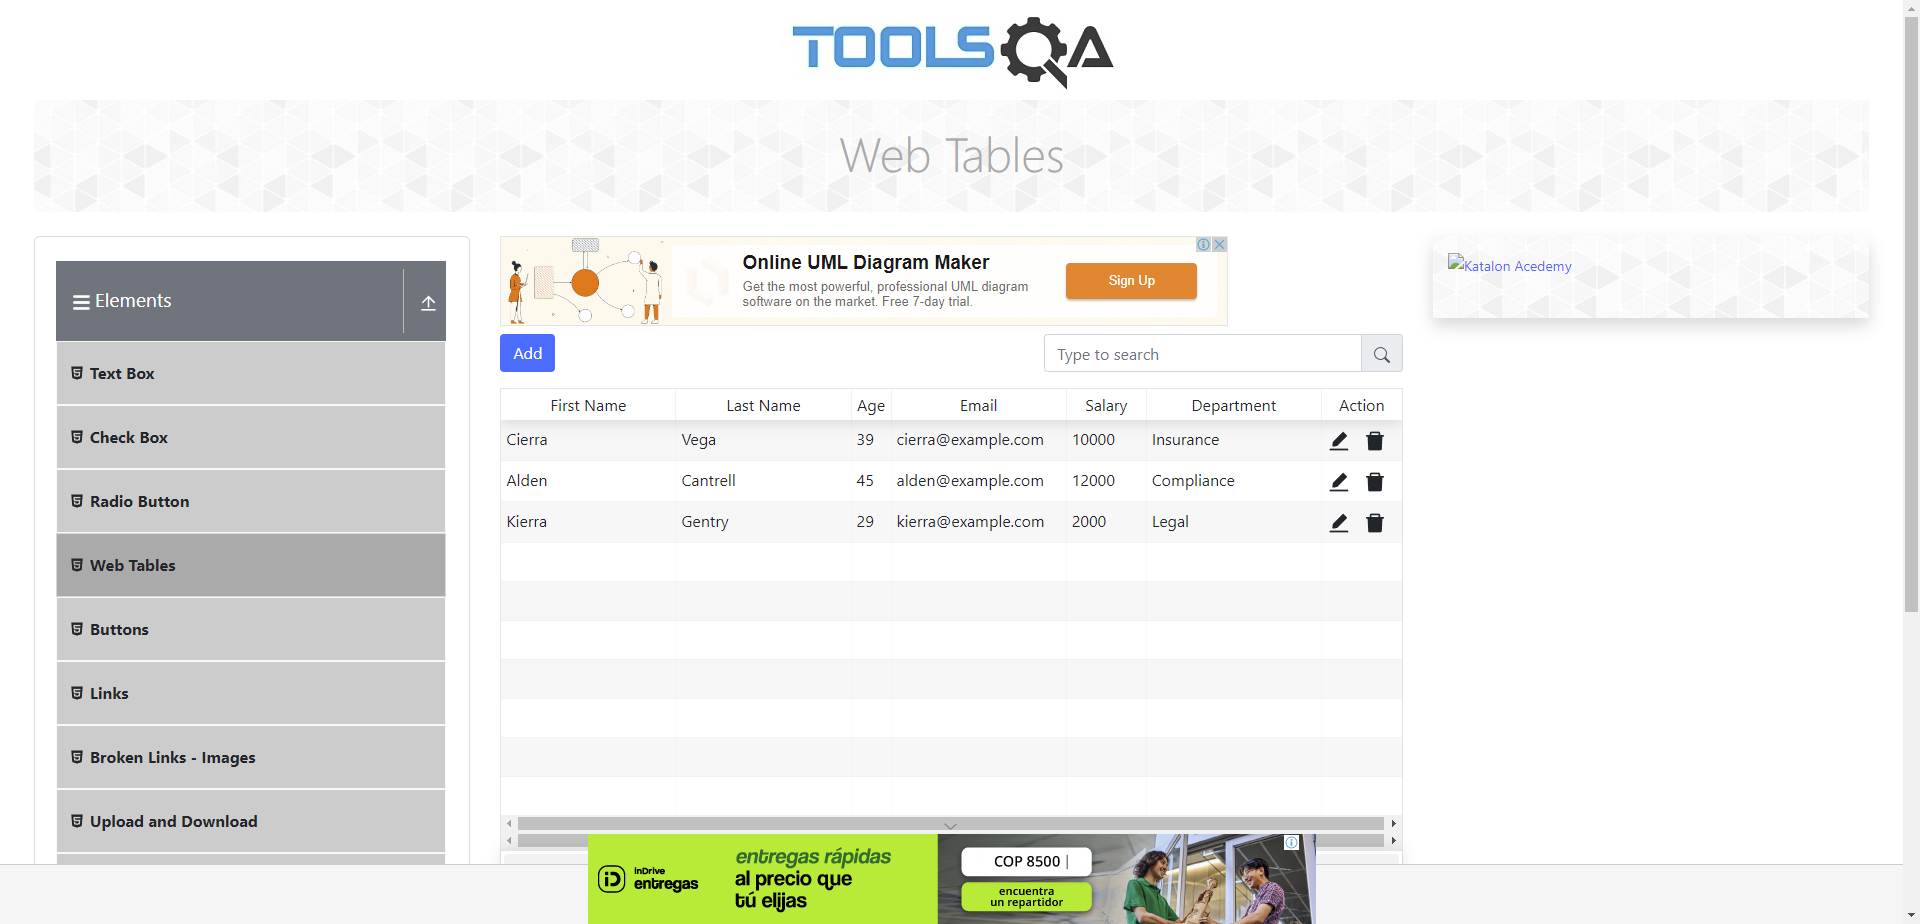 TOOLSQA
Web Tables
Elements
Text Box
Check Box
Radio Button
Web Tables
Buttons
Links
Broken Links - Images
Upload and Download
Online UML Diagram Maker
Get the most powerful, professional UML diagram
software on the market. Free 7-day trial.
Sign Up
Katalon Acedemy
Add
Type to search
First Name Last Name Age Email Salary Department Action
Cierra Vega 39 cierra@example.com 10000 Insurance
Alden Cantrell 45 alden@example.com 12000 Compliance
Kierra Gentry 29 kierra@example.com 2000 Legal
inDrive
entregas
entregas rápidas
al precio que
tú elijas
COP 8500 |
encuentra
un repartidor